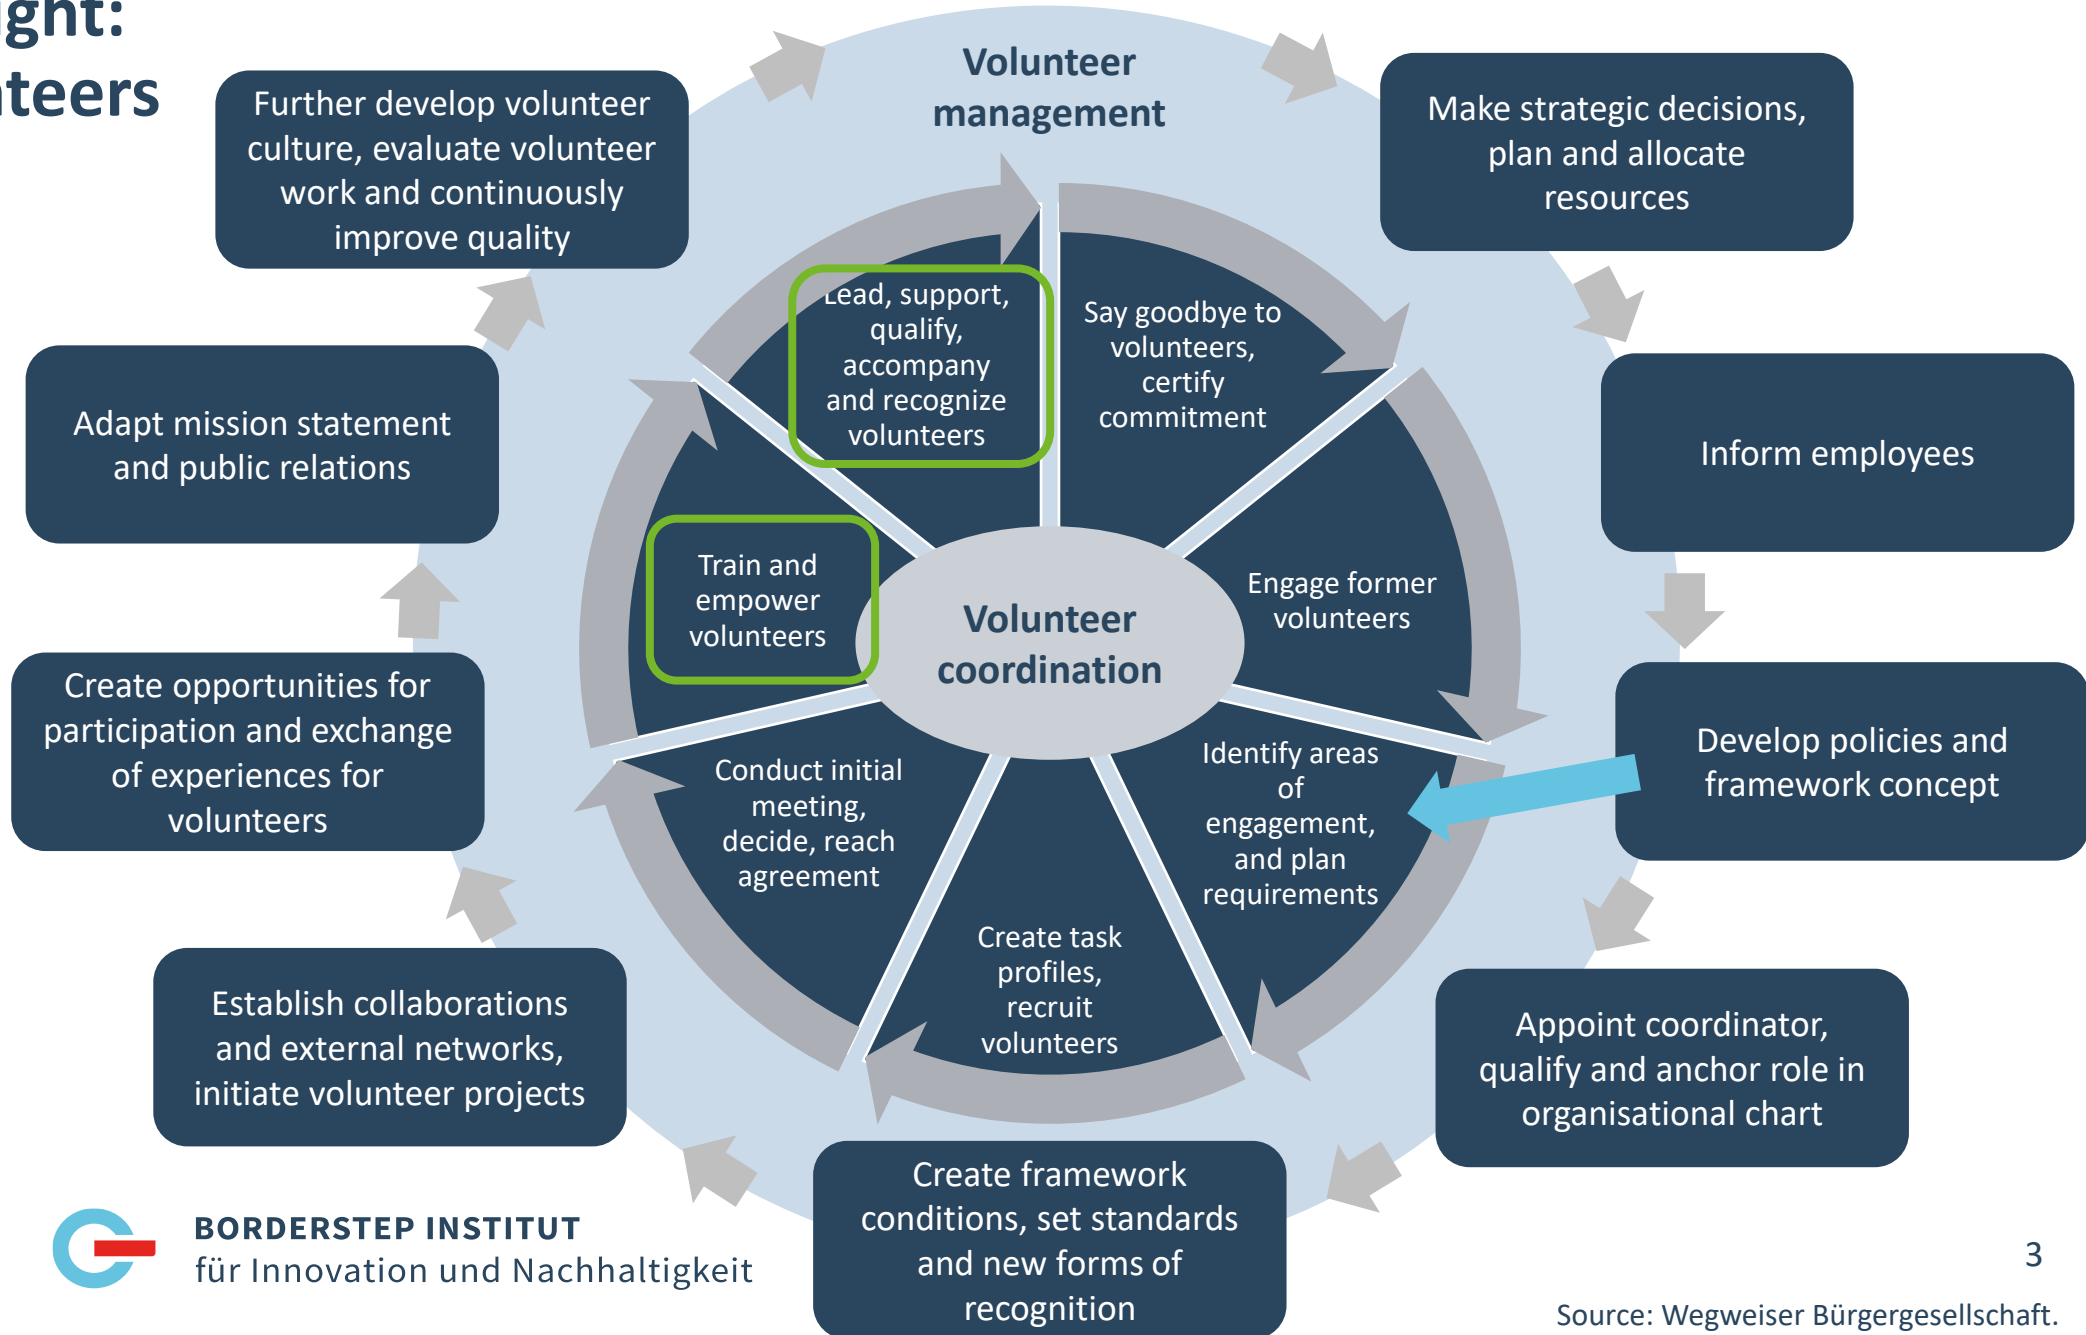 Volunteer
management
Further develop volunteer
culture, evaluate volunteer
work and continuously
improve quality
Make strategic decisions,
plan and allocate
resources
Adapt mission statement
and public relations
Inform employees
Create opportunities for
participation and exchange
of experiences for
volunteers
Develop policies and
framework concept
Establish collaborations
and external networks,
initiate volunteer projects
Appoint coordinator,
qualify and anchor role in
organisational chart
Create framework
conditions, set standards
and new forms of
recognition
Lead, support,
qualify,
accompany
and recognize
volunteers
Say goodbye to
volunteers,
certify
commitment
Train and
empower
volunteers
Volunteer
coordination
Engage former
volunteers
Conduct initial
meeting,
decide, reach
agreement
Identify areas
of
engagement,
and plan
requirements
Create task
profiles,
recruit
volunteers
BORDERSTEP INSTITUT
für Innovation und Nachhaltigkeit
3
Source: Wegweiser Bürgergesellschaft.